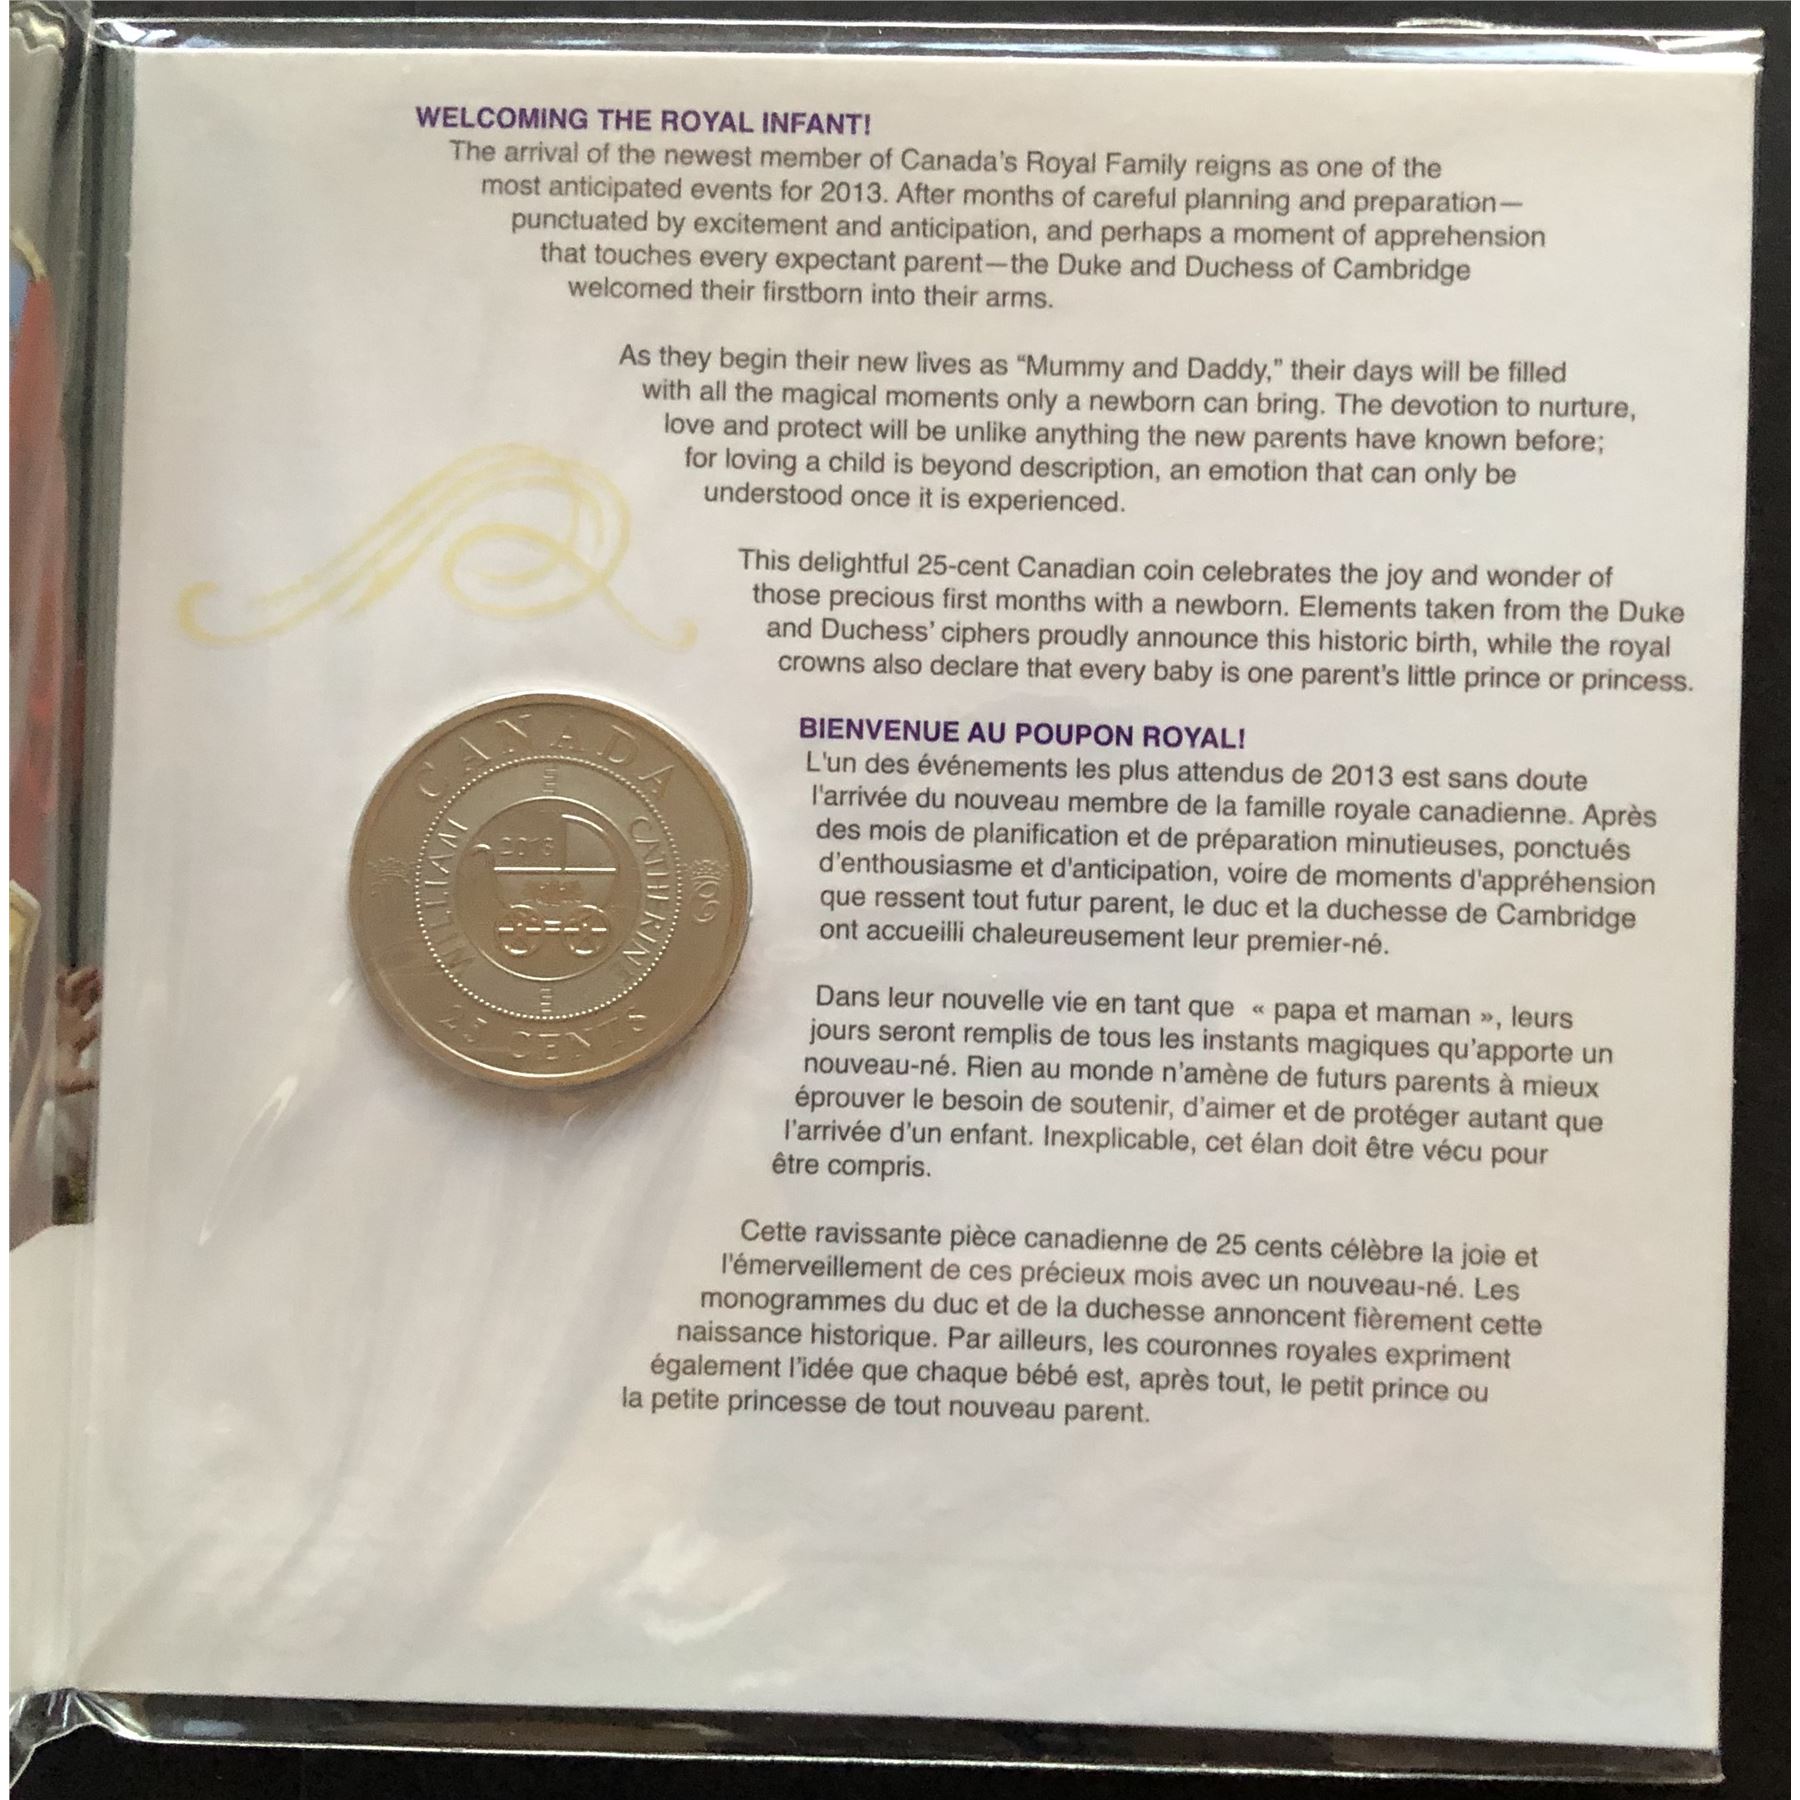 WELCOMING THE ROYAL INFANT!
The arrival of the newest member of Canada's Royal Family reigns as one of the
most anticipated events for 2013. After months of careful planning and preparation—
punctuated by excitement and anticipation, and perhaps a moment of apprehension
that touches every expectant parent—the Duke and Duchess of Cambridge
welcomed their firstborn into their arms.
As they begin their new lives as “Mummy and Daddy,” their days will be filled
with all the magical moments only a newborn can bring. The devotion to nurture,
love and protect will be unlike anything the new parents have known before;
for loving a child is beyond description, an emotion that can only be
understood once it is experienced.
This delightful 25-cent Canadian coin celebrates the joy and wonder of
those precious first months with a newborn. Elements taken from the Duke
and Duchess' ciphers proudly announce this historic birth, while the royal
crowns also declare that every baby is one parent's little prince or princess.
CANADA
WILLIAM
CATHERINE
2013
25 CENTS
BIENVENUE AU POUPON ROYAL!
L'un des événements les plus attendus de 2013 est sans doute
l'arrivée du nouveau membre de la famille royale canadienne. Après
des mois de planification et de préparation minutieuses, ponctués
d'enthousiasme et d'anticipation, voire de moments d'appréhension
que ressent tout futur parent, le duc et la duchesse de Cambridge
ont accueilli chaleureusement leur premier-né.
Dans leur nouvelle vie en tant que « papa et maman », leurs
jours seront remplis de tous les instants magiques qu'apporte un
nouveau-né. Rien au monde n'amène de futurs parents à mieux
éprouver le besoin de soutenir, d'aimer et de protéger autant que
l'arrivée d'un enfant. Inexplicable, cet élan doit être vécu pour
être compris.
Cette ravissante pièce canadienne de 25 cents célèbre la joie et
l'émerveillement de ces précieux mois avec un nouveau-né. Les
monogrammes du duc et de la duchesse annoncent fièrement cette
naissance historique. Par ailleurs, les couronnes royales expriment
également l'idée que chaque bébé est, après tout, le petit prince ou
la petite princesse de tout nouveau parent.